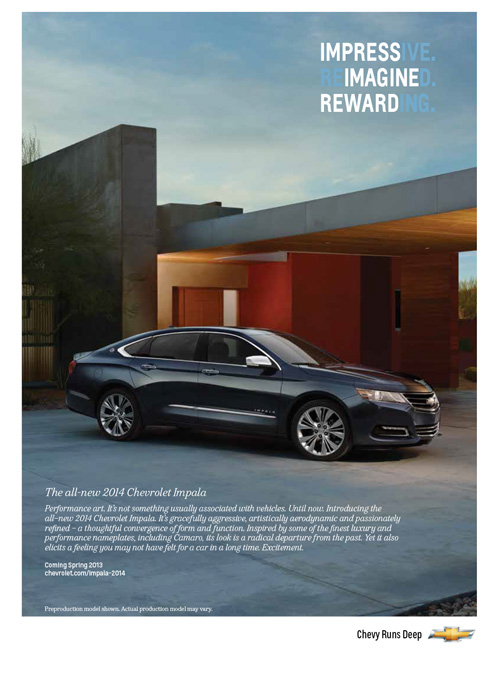 IMPRESSIVE.
REIMAGINED.
REWARDING.
IMPALA
The all-new 2014 Chevrolet Impala
Performance art. It's not something usually associated with vehicles. Until now. Introducing the
all-new 2014 Chevrolet Impala. It's gracefully aggressive, artistically aerodynamic and passionately
refined – a thoughtful convergence of form and function. Inspired by some of the finest luxury and
performance nameplates, including Camaro, its look is a radical departure from the past. Yet it also
elicits a feeling you may not have felt for a car in a long time. Excitement.
Coming Spring 2013
chevrolet.com/impala-2014
Preproduction model shown. Actual production model may vary.
Chevy Runs Deep